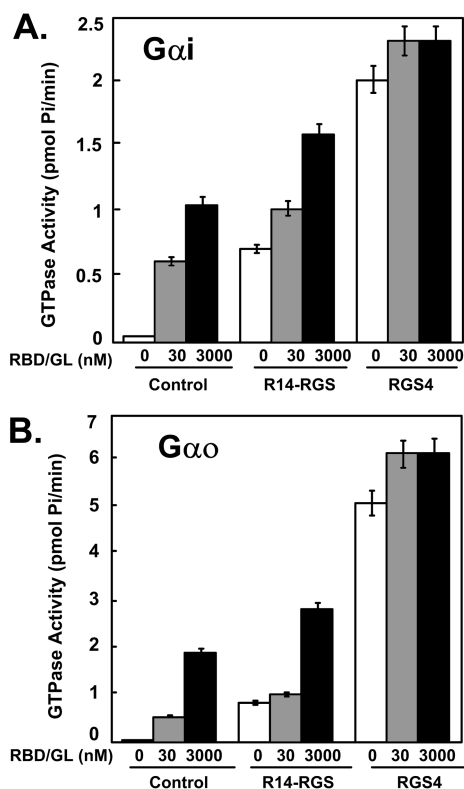 A.
Gαi
GTPase Activity (pmol Pi/min)
2.5
2
1.5
1
0.5
0
RBD/GL (nM) 0 30 3000 0 30 3000 0 30 3000
Control R14-RGS RGS4
B.
Gαo
GTPase Activity (pmol Pi/min)
7
6
5
4
3
2
1
0
RBD/GL (nM) 0 30 3000 0 30 3000 0 30 3000
Control R14-RGS RGS4